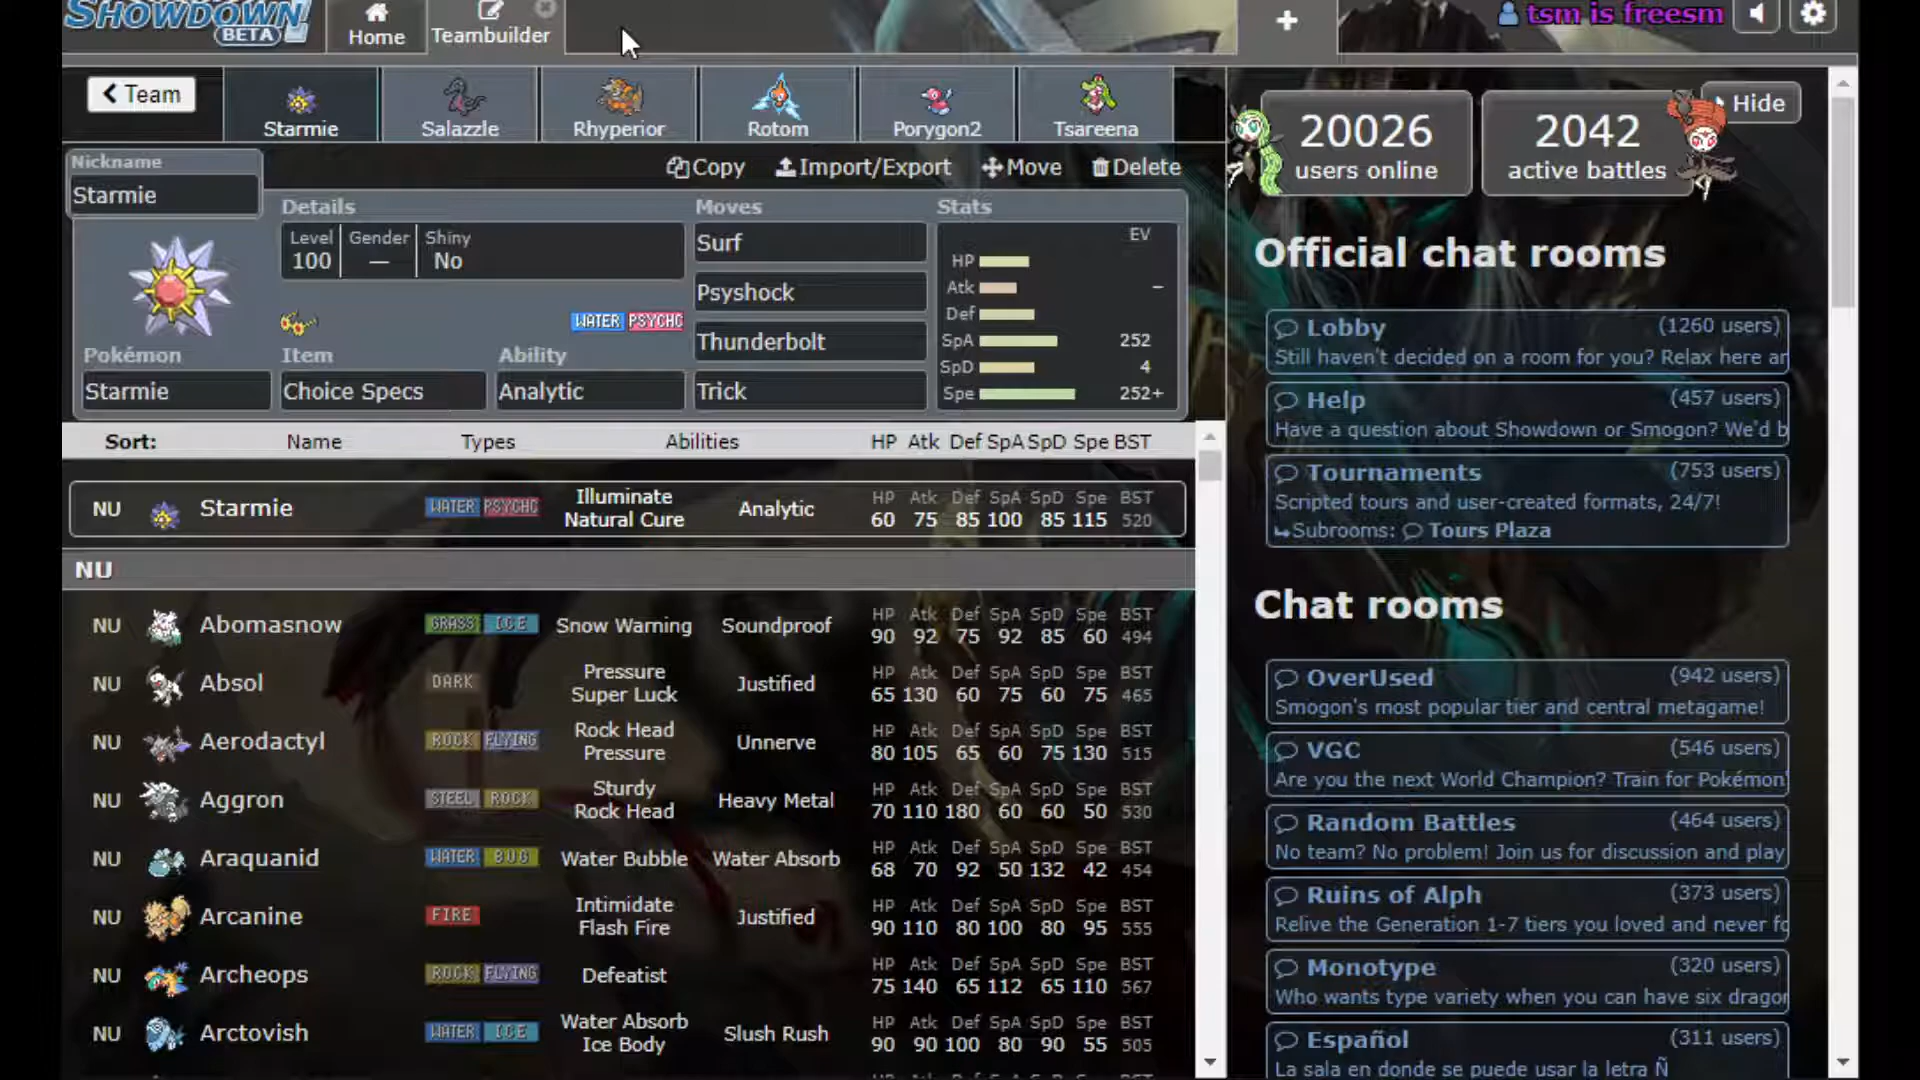 SHOWDOWN!
BETA
Home
Teambuilder
+
tsm is freesm
Team
Starmie
Salazzle
Rhyperior
Rotom
Porygon2
Tsareena
20026
users online
2042
active battles
Hide
Nickname
Starmie
Copy
Import/Export
Move
Delete
Details
Moves
Stats
Level
100
Gender
—
Shiny
No
WATER PSYCHC
Pokémon
Starmie
Item
Choice Specs
Ability
Analytic
Surf
Psyshock
Thunderbolt
Trick
EV
HP
Atk –
Def
SpA 252
SpD 4
Spe 252+
Sort: Name Types Abilities HP Atk Def SpA SpD Spe BST
NU Starmie WATER PSYCHC Illuminate Natural Cure Analytic HP 60 Atk 75 Def 85 SpA 100 SpD 85 Spe 115 BST 520
NU
NU Abomasnow GRASS ICE Snow Warning Soundproof HP 90 Atk 92 Def 75 SpA 92 SpD 85 Spe 60 BST 494
NU Absol DARK Pressure Super Luck Justified HP 65 Atk 130 Def 60 SpA 75 SpD 60 Spe 75 BST 465
NU Aerodactyl ROCK FLYING Rock Head Pressure Unnerve HP 80 Atk 105 Def 65 SpA 60 SpD 75 Spe 130 BST 515
NU Aggron STEEL ROCK Sturdy Rock Head Heavy Metal HP 70 Atk 110 Def 180 SpA 60 SpD 60 Spe 50 BST 530
NU Araquanid WATER BUG Water Bubble Water Absorb HP 68 Atk 70 Def 92 SpA 50 SpD 132 Spe 42 BST 454
NU Arcanine FIRE Intimidate Flash Fire Justified HP 90 Atk 110 Def 80 SpA 100 SpD 80 Spe 95 BST 555
NU Archeops ROCK FLYING Defeatist HP 75 Atk 140 Def 65 SpA 112 SpD 65 Spe 110 BST 567
NU Arctovish WATER ICE Water Absorb Ice Body Slush Rush HP 90 Atk 90 Def 100 SpA 80 SpD 90 Spe 55 BST 505
Official chat rooms
Lobby (1260 users)
Still haven't decided on a room for you? Relax here ar
Help (457 users)
Have a question about Showdown or Smogon? We'd b
Tournaments (753 users)
Scripted tours and user-created formats, 24/7!
Subrooms: Tours Plaza
Chat rooms
OverUsed (942 users)
Smogon's most popular tier and central metagame!
VGC (546 users)
Are you the next World Champion? Train for Pokémon
Random Battles (464 users)
No team? No problem! Join us for discussion and play
Ruins of Alph (373 users)
Relive the Generation 1-7 tiers you loved and never fo
Monotype (320 users)
Who wants type variety when you can have six drago
Español (311 users)
La sala en donde se puede usar la letra Ñ